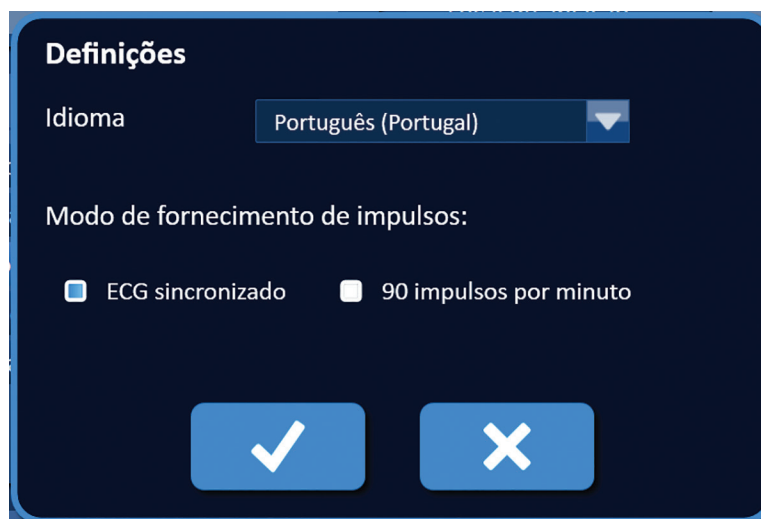 Definições
Idioma
Português (Portugal)
Modo de fornecimento de impulsos:
ECG sincronizado
90 impulsos por minuto